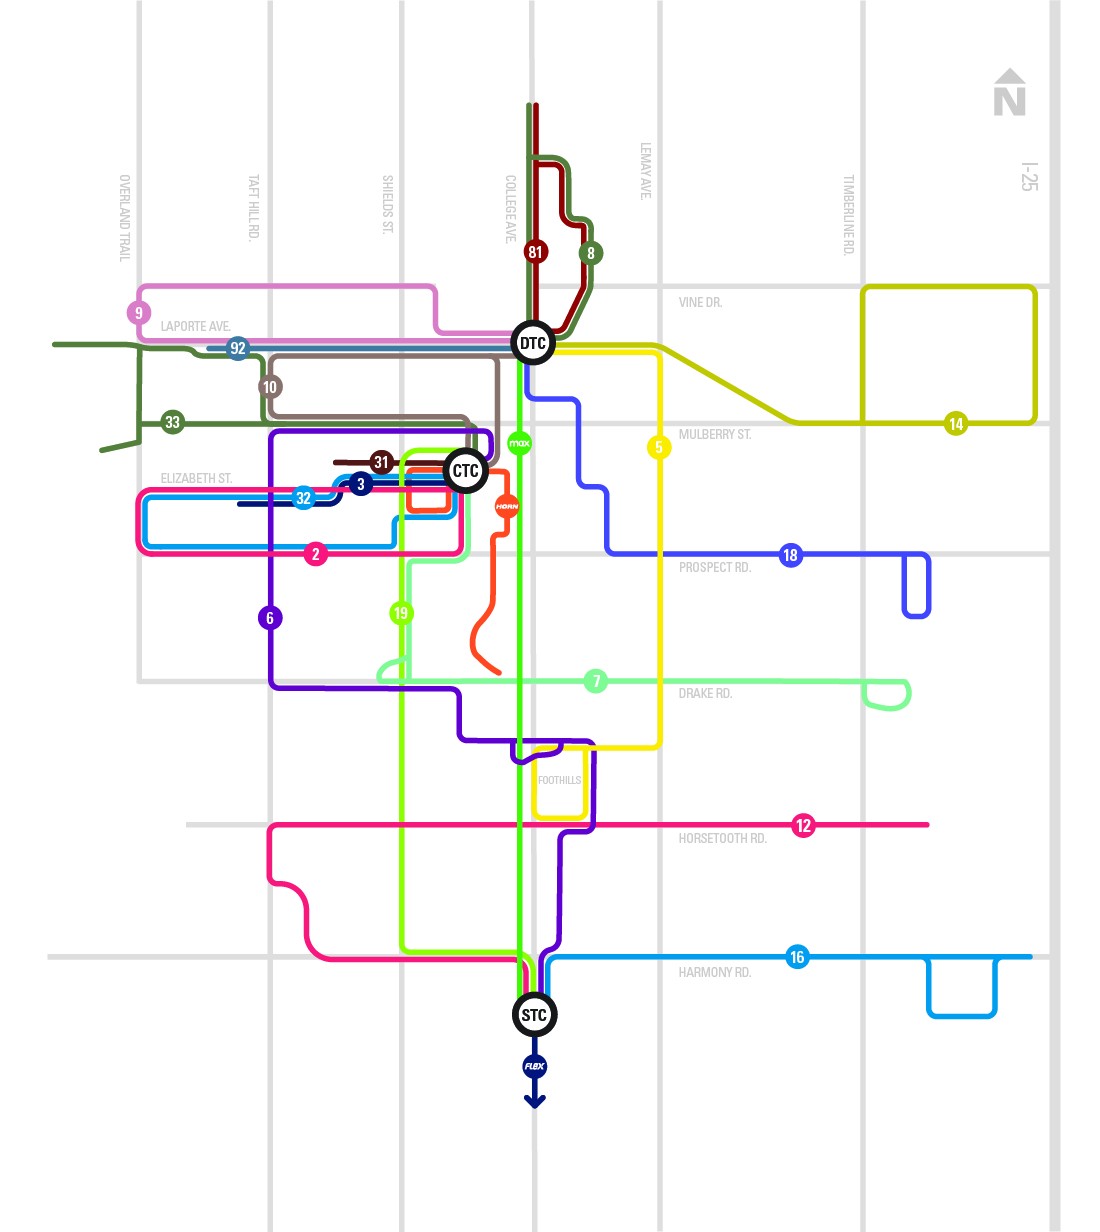 N
I-25
LEMAY AVE.
OVERLAND TRAIL
TAFT HILL RD.
SHIELDS ST.
COLLEGE AVE.
TIMBERLINE RD.
81
8
VINE DR.
9
LAPORTE AVE.
DTC
92
10
33
14
MULBERRY ST.
max
5
31
CTC
ELIZABETH ST.
3
32
HORN
2
18
PROSPECT RD.
19
6
7
DRAKE RD.
FOOTHILLS
12
HORSETOOTH RD.
16
HARMONY RD.
STC
FLEX